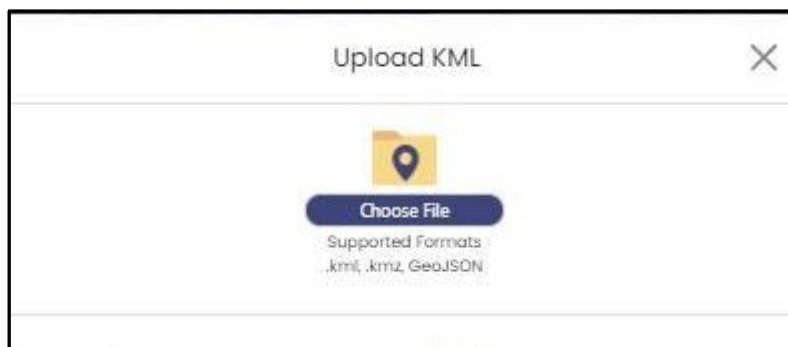 Upload KML
Choose File
Supported Formats
.kml, .kmz, GeoJSON